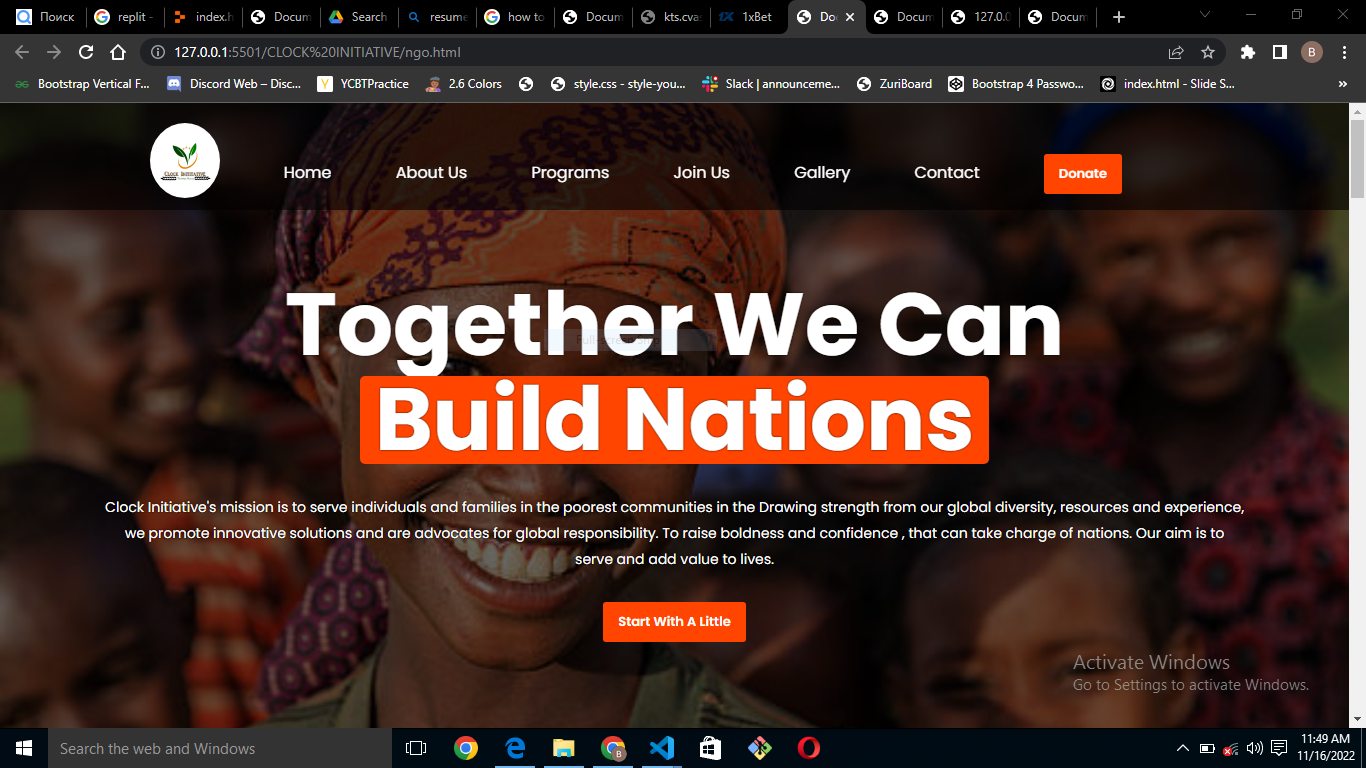 Поиск
replit -
index.h
Docum
Search
resume
how to
Docum
kts.cva
1xBet
Do
Docum
127.0.0
Docum
127.0.0.1:5501/CLOCK%20INITIATIVE/ngo.html
B
Bootstrap Vertical F...
Discord Web – Disc...
YCBTPractice
2.6 Colors
style.css - style-you...
Slack | announceme...
ZuriBoard
Bootstrap 4 Passwo...
index.html - Slide S...
»
CLOCK INITIATIVE
Home
About Us
Programs
Join Us
Gallery
Contact
Donate
Together We Can
Build Nations
Clock Initiative's mission is to serve individuals and families in the poorest communities in the Drawing strength from our global diversity, resources and experience,
we promote innovative solutions and are advocates for global responsibility. To raise boldness and confidence , that can take charge of nations. Our aim is to
serve and add value to lives.
Start With A Little
Activate Windows
Go to Settings to activate Windows.
Search the web and Windows
11:49 AM
11/16/2022